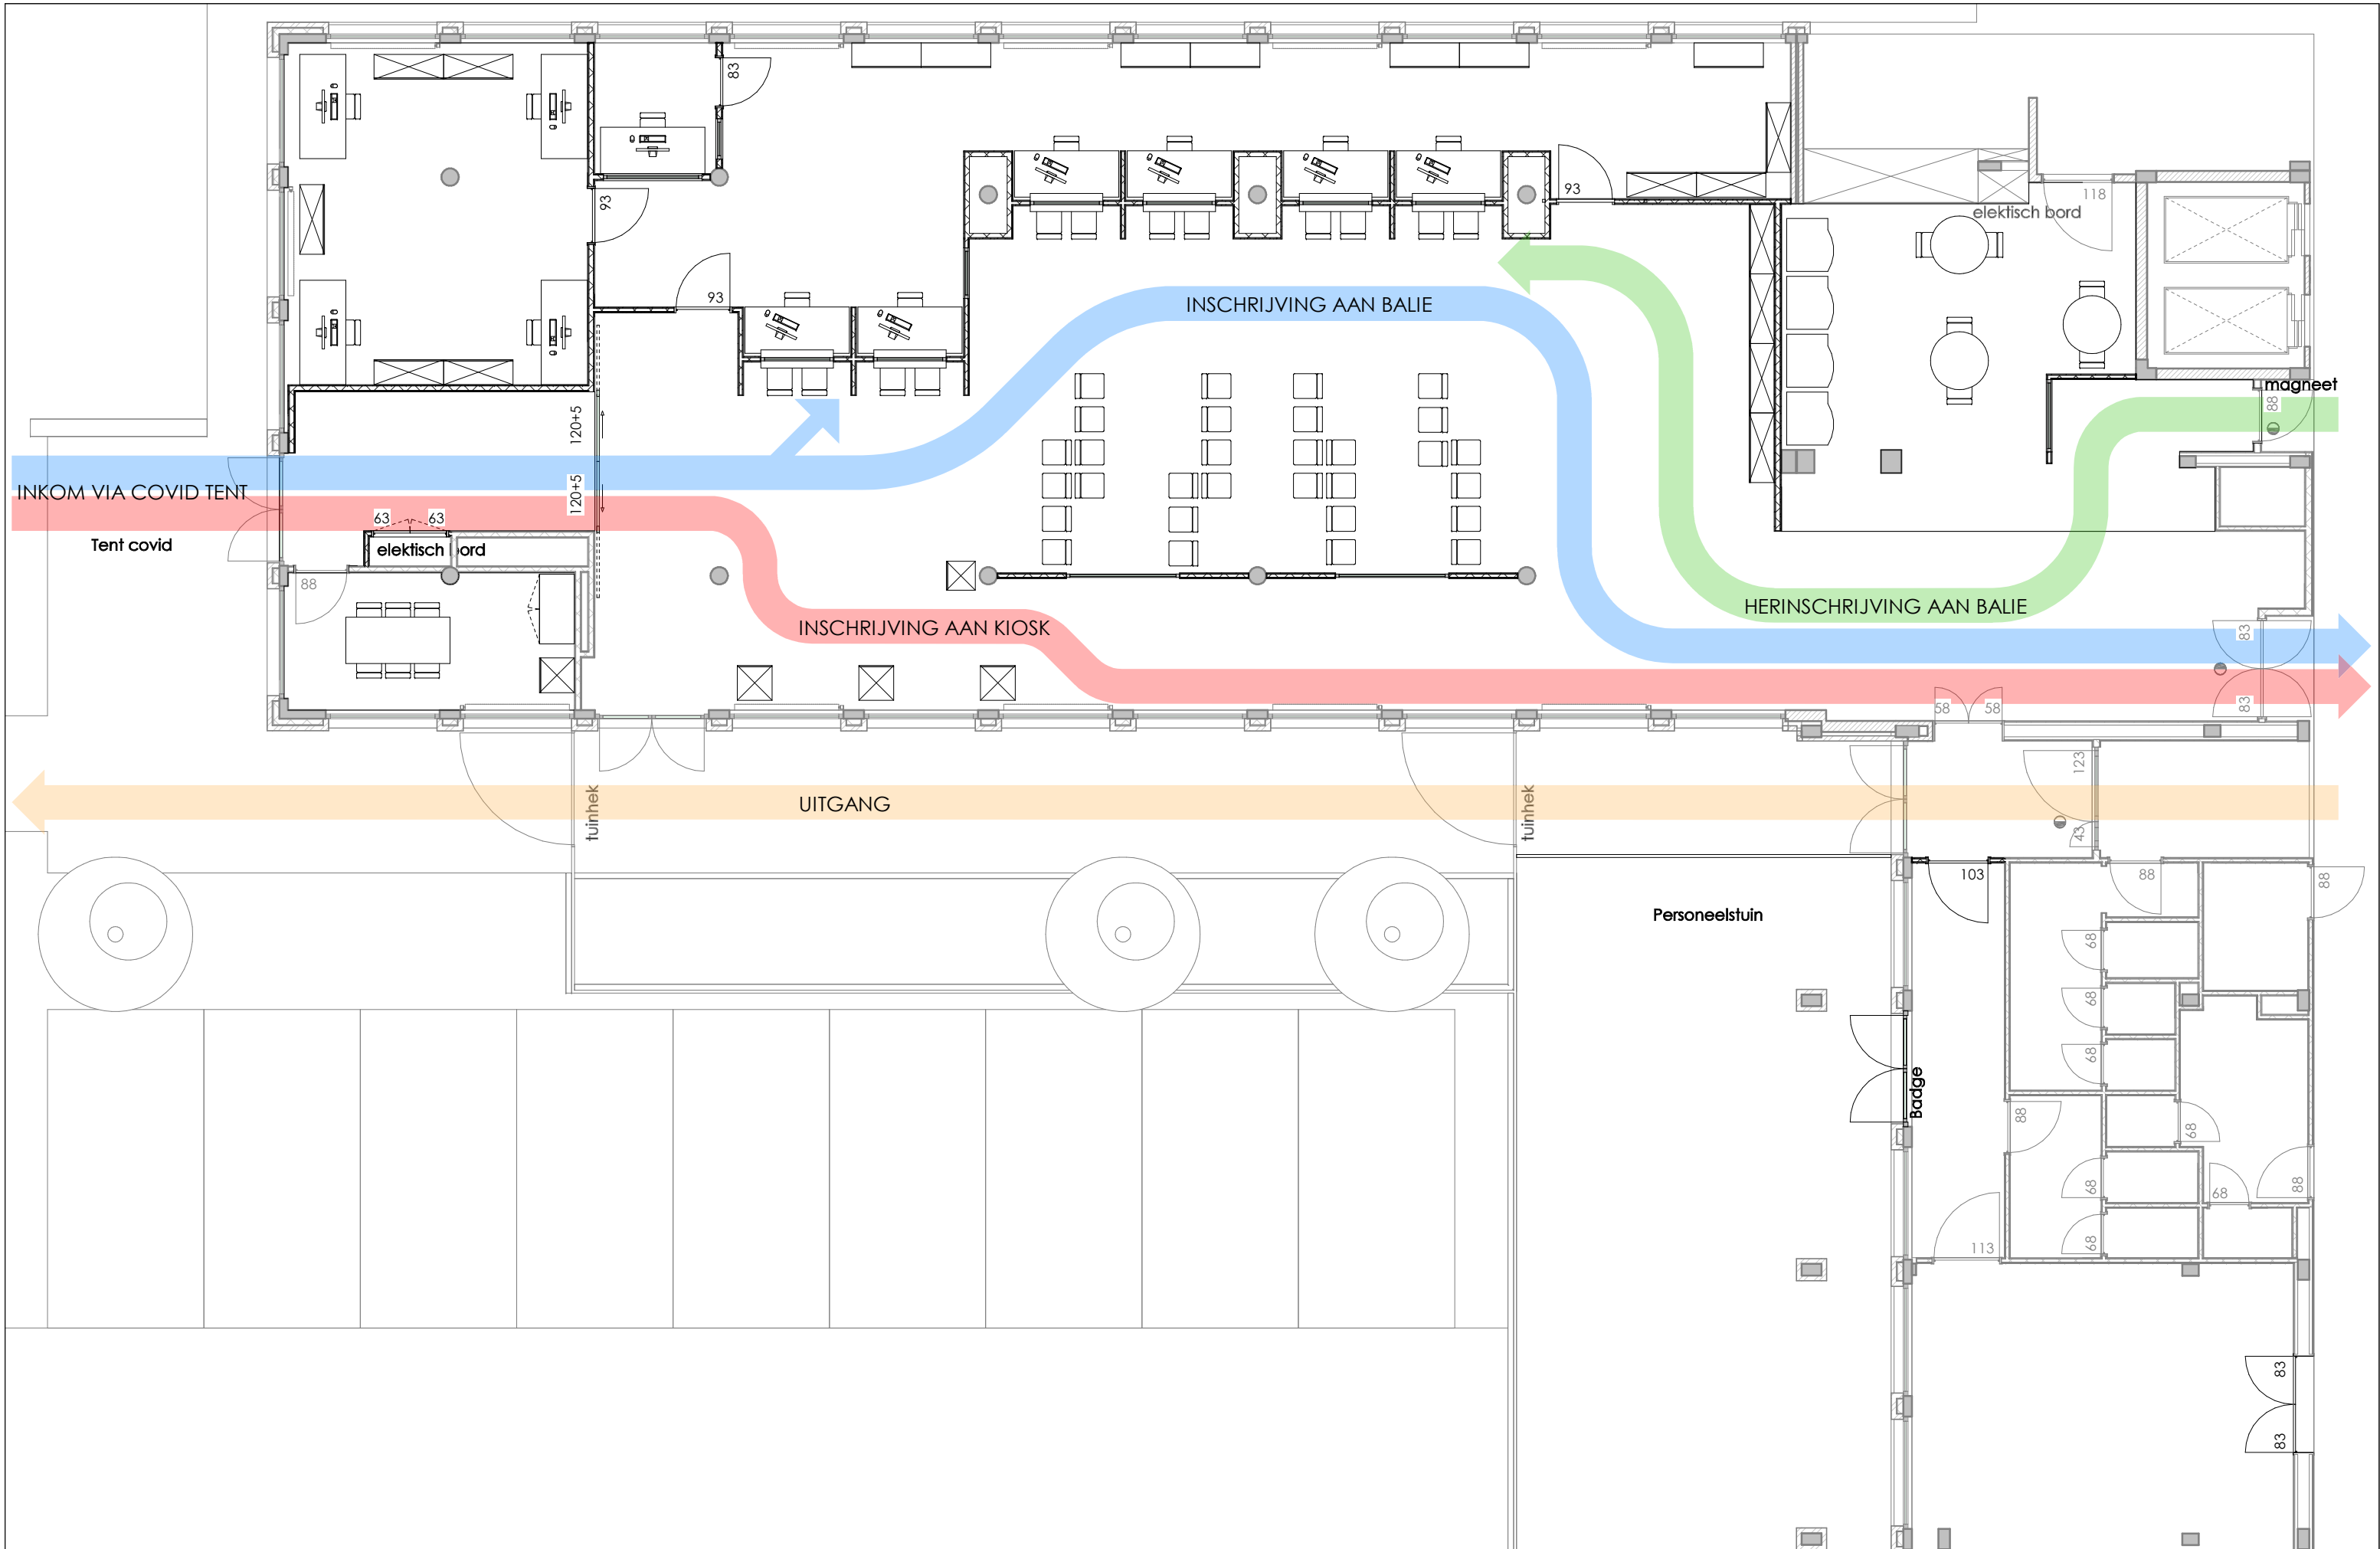 83
93
93
93
118
elektisch bord
INSCHRIJVING AAN BALIE
magneet
88
120+5
120+5
INKOM VIA COVID TENT
63 63
Tent covid
elektisch bord
88
HERINSCHRIJVING AAN BALIE
INSCHRIJVING AAN KIOSK
83
83
58 58
123
43
UITGANG
tuinhek
tuinhek
103
88
88
Personeelstuin
68
68
68
Badge
88
68
68
68
88
68
113
83
83